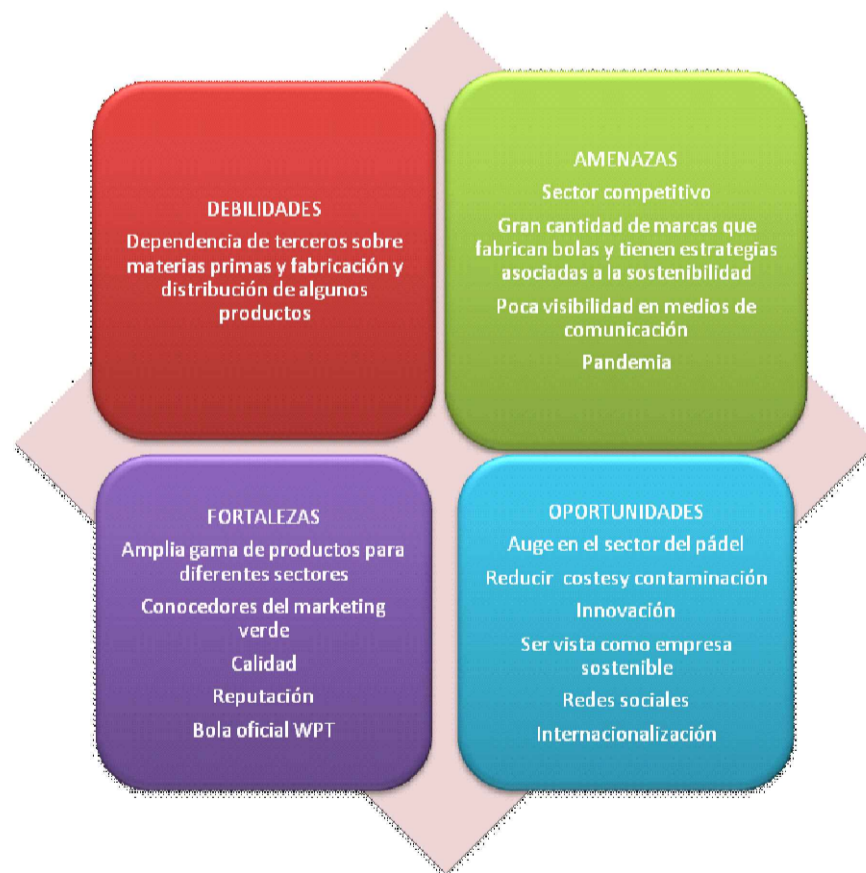 DEBILIDADES
Dependencia de terceros sobre
materias primas y fabricación y
distribución de algunos
productos
AMENAZAS
Sector competitivo
Gran cantidad de marcas que
fabrican bolas y tienen estrategias
asociadas a la sostenibilidad
Poca visibilidad en medios de
comunicación
Pandemia
FORTALEZAS
Amplia gama de productos para
diferentes sectores
Conocedores del marketing
verde
Calidad
Reputación
Bola oficial WPT
OPORTUNIDADES
Auge en el sector del pádel
Reducir costesy contaminación
Innovación
Ser vista como empresa
sostenible
Redes sociales
Internacionalización